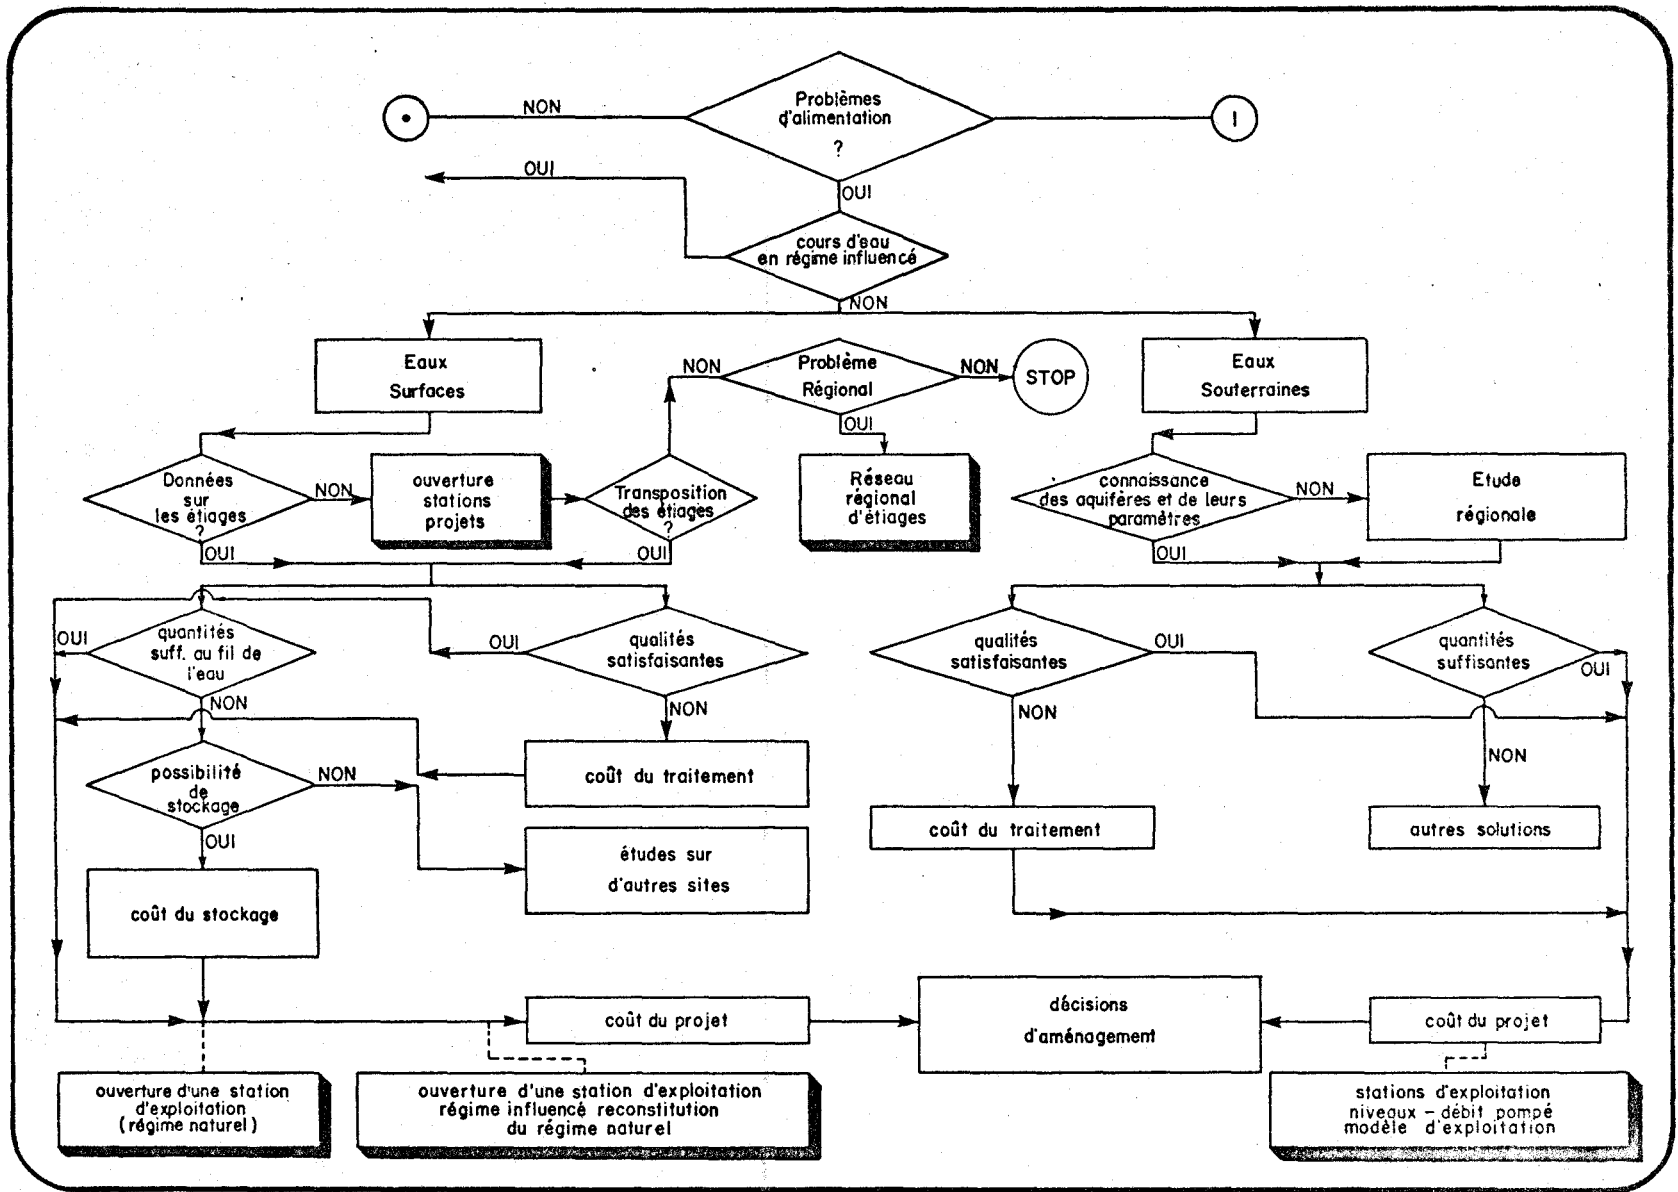 Problèmes
d'alimentation
?
NON
I
OUI
OUI
cours d'eau
en régime influencé
NON
Eaux
Surfaces
NON
Problème
Régional
NON
STOP
Eaux
Souterraines
OUI
Données
sur
les étiages
?
NON
ouverture
stations
projets
Transposition
des étiages
?
Réseau
régional
d'étiages
connaissance
des aquifères et de leurs
paramètres
NON
Etude
régionale
OUI
OUI
OUI
OUI
quantités
suff. au fil de
l'eau
OUI
qualités
satisfaisantes
qualités
satisfaisantes
OUI
quantités
suffisantes
OUI
NON
NON
NON
NON
possibilité
de
stockage
NON
coût du traitement
OUI
coût du traitement
autres solutions
études sur
d'autres sites
coût du stockage
coût du projet
décisions
d'aménagement
coût du projet
ouverture d'une station
d'exploitation
(régime naturel)
ouverture d'une station d'exploitation
régime influencé reconstitution
du régime naturel
stations d'exploitation
niveaux – débit pompé
modèle d'exploitation